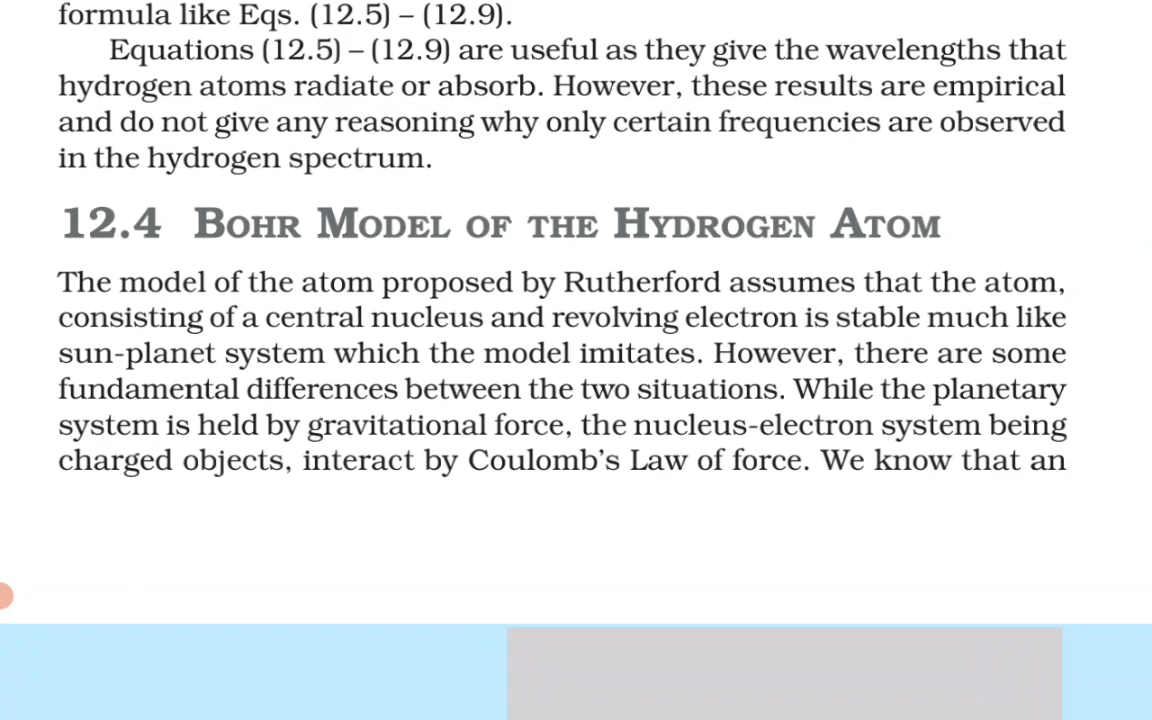 formula like Eqs. (12.5) – (12.9).
Equations (12.5) – (12.9) are useful as they give the wavelengths that
hydrogen atoms radiate or absorb. However, these results are empirical
and do not give any reasoning why only certain frequencies are observed
in the hydrogen spectrum.
12.4 Bohr Model of the Hydrogen Atom
The model of the atom proposed by Rutherford assumes that the atom,
consisting of a central nucleus and revolving electron is stable much like
sun-planet system which the model imitates. However, there are some
fundamental differences between the two situations. While the planetary
system is held by gravitational force, the nucleus-electron system being
charged objects, interact by Coulomb’s Law of force. We know that an